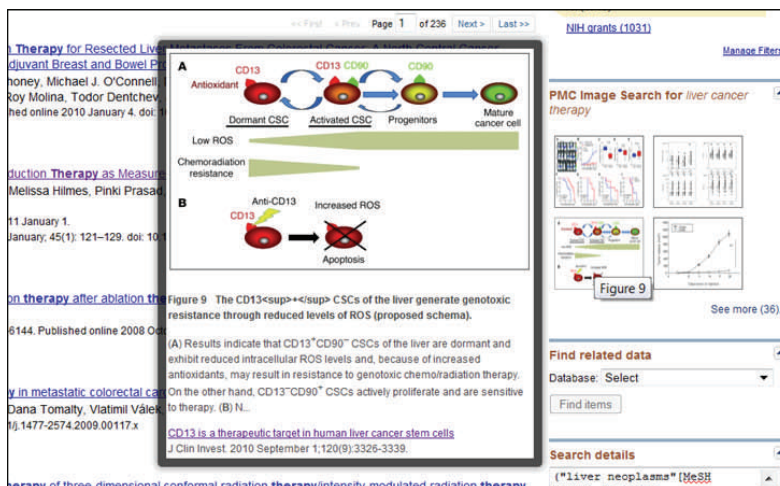 << First < Prev Page 1 of 236 Next > Last >>
n Therapy for Resected Liver Metastases From Colorectal Cancer: A North Central Cancer
Adjuvant Breast and Bowel Pro
honey, Michael J. O'Connell,
Roy Molina, Todor Dentchev,
hed online 2010 January 4. doi:
duction Therapy as Measure
Melissa Hilmes, Pinki Prasad,
11 January 1.
January; 45(1): 121–129. doi: 10.
on therapy after ablation the
6144. Published online 2008 Oct
y in metastatic colorectal car
Dana Tomalty, Vlatimil Válek,
1/j.1477-2574.2009.00117.x
herapy of three-dimensional conformal radiation therapy/intensity-modulated radiation therapy
A
CD13 CD13 CD90 CD90
Antioxidant
Dormant CSC Activated CSC Progenitors Mature
cancer cell
Low ROS
Chemoradiation
resistance
B
Anti-CD13 Increased ROS
CD13
Apoptosis
Figure 9 The CD13<sup>+</sup> CSCs of the liver generate genotoxic
resistance through reduced levels of ROS (proposed schema).
(A) Results indicate that CD13⁺CD90⁻ CSCs of the liver are dormant and
exhibit reduced intracellular ROS levels and, because of increased
antioxidants, may result in resistance to genotoxic chemo/radiation therapy.
On the other hand, CD13⁻CD90⁺ CSCs actively proliferate and are sensitive
to therapy. (B) N...
CD13 is a therapeutic target in human liver cancer stem cells
J Clin Invest. 2010 September 1;120(9):3326-3339.
NIH grants (1031)
Manage Filters
PMC Image Search for liver cancer
therapy
Figure 9
See more (36)
Find related data
Database: Select
Find items
Search details
("liver neoplasms"[MeSH